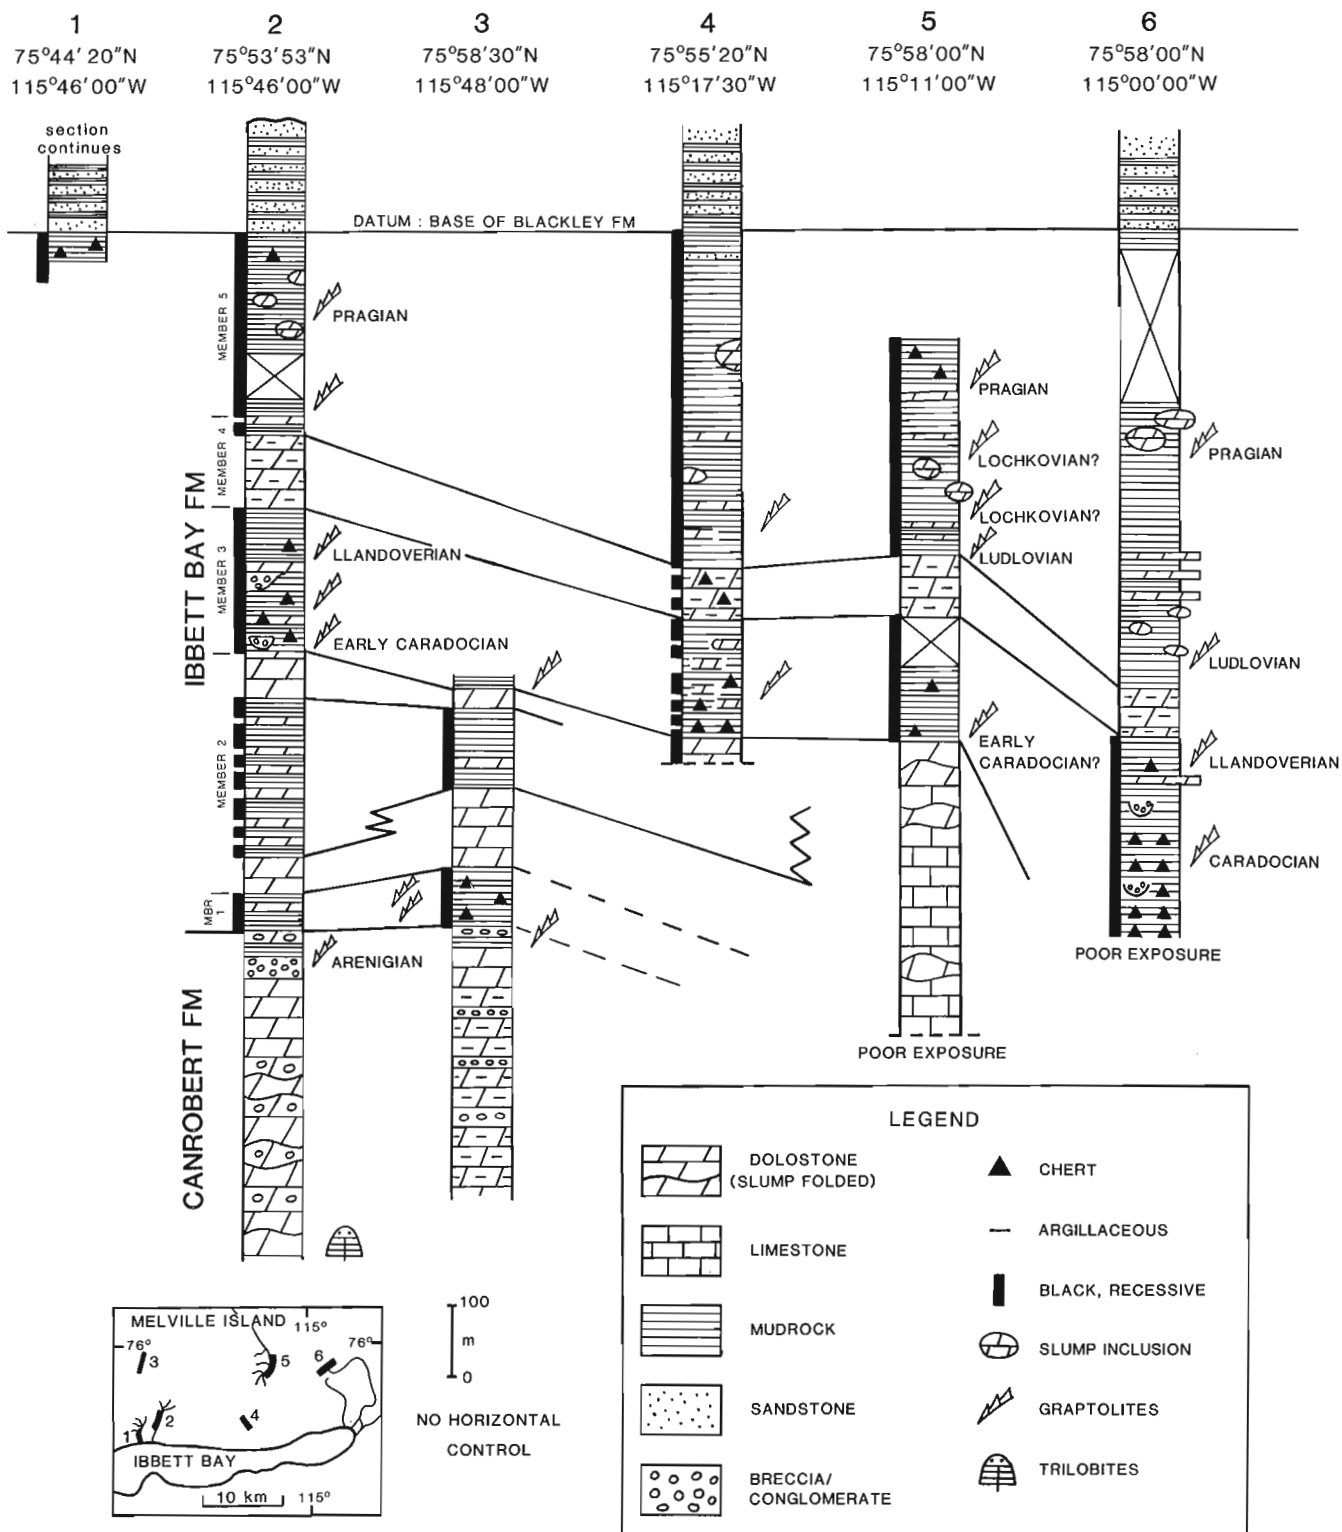 1
75°44'20"N
115°46'00"W
2
75°53'53"N
115°46'00"W
3
75°58'30"N
115°48'00"W
4
75°55'20"N
115°17'30"W
5
75°58'00"N
115°11'00"W
6
75°58'00"N
115°00'00"W
section
continues
DATUM : BASE OF BLACKLEY FM
IBBETT BAY FM
MEMBER 5
MEMBER 4
MEMBER 3
MEMBER 2
MBR 1
CANROBERT FM
PRAGIAN
LLANDOVERIAN
EARLY CARADOCIAN
ARENIGIAN
PRAGIAN
LOCHKOVIAN?
LOCHKOVIAN?
LUDLOVIAN
EARLY
CARADOCIAN?
POOR EXPOSURE
PRAGIAN
LUDLOVIAN
LLANDOVERIAN
CARADOCIAN
POOR EXPOSURE
MELVILLE ISLAND
115°
76°
76°
3
5
6
2
4
1
IBBETT BAY
10 km
115°
100
m
0
NO HORIZONTAL
CONTROL
LEGEND
DOLOSTONE
(SLUMP FOLDED)
LIMESTONE
MUDROCK
SANDSTONE
BRECCIA/
CONGLOMERATE
CHERT
ARGILLACEOUS
BLACK, RECESSIVE
SLUMP INCLUSION
GRAPTOLITES
TRILOBITES